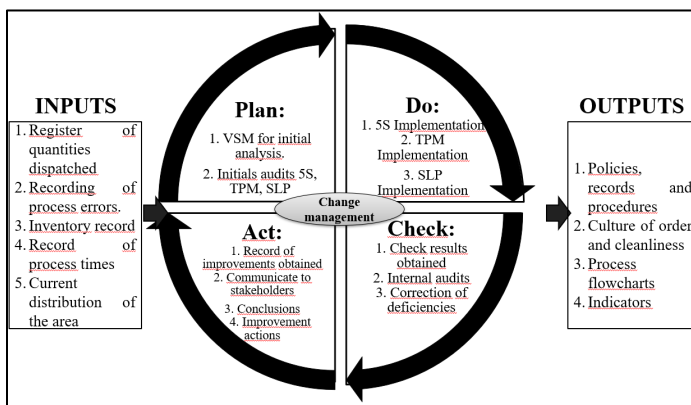 INPUTS
1. Register of
quantities
dispatched
2. Recording of
process errors.
3. Inventory record
4. Record of
process times
5. Current
distribution of
the area
Plan:
1. VSM for initial
analysis.
2. Initials audits 5S,
TPM, SLP
Do:
1. 5S Implementation
2. TPM
Implementation
3. SLP
Implementation
Change
management
Act:
1. Record of
improvements obtained
2. Communicate to
stakeholders
3. Conclusions
4. Improvement
actions
Check:
1. Check results
obtained
2. Internal audits
3. Correction of
deficiencies
OUTPUTS
1. Policies,
records and
procedures
2. Culture of order
and cleanliness
3. Process
flowcharts
4. Indicators